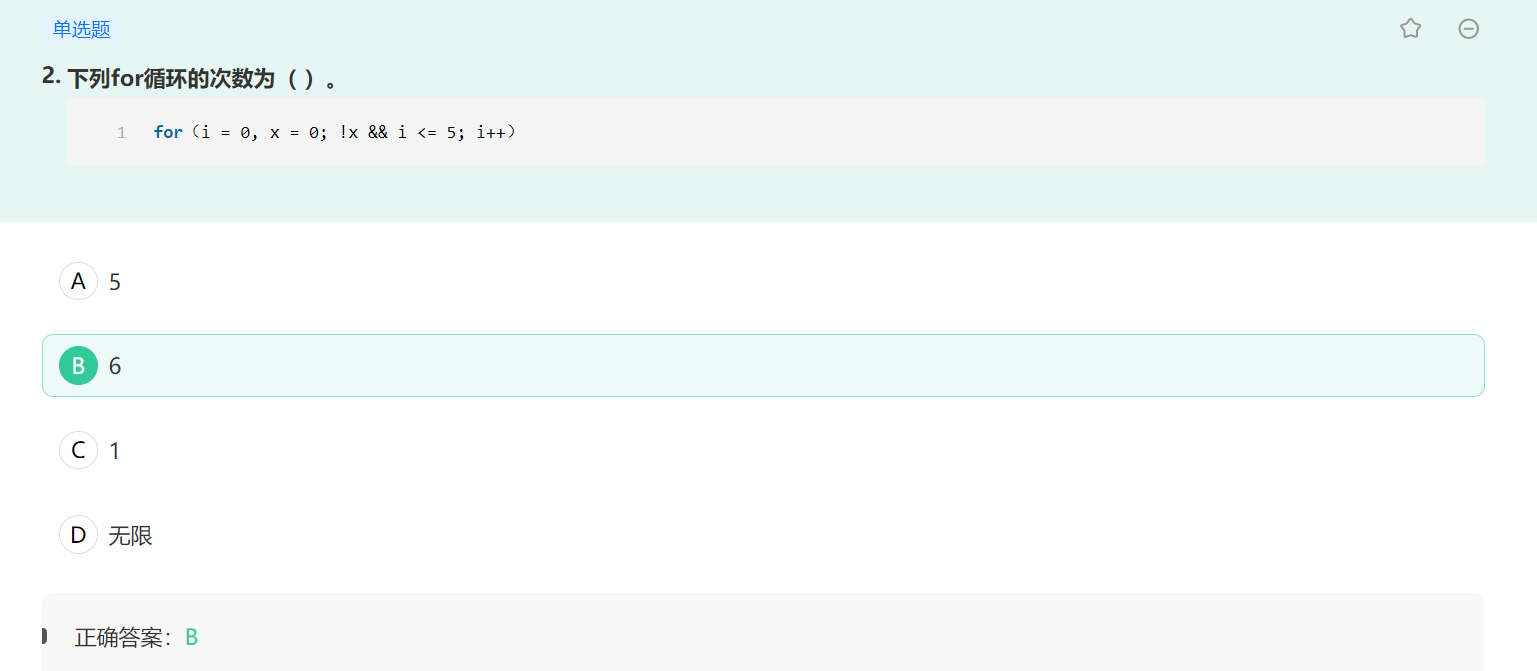 单选题
2. 下列for循环的次数为（ ）。
1 for（i = 0, x = 0; !x && i <= 5; i++）
A 5
B 6
C 1
D 无限
正确答案：B